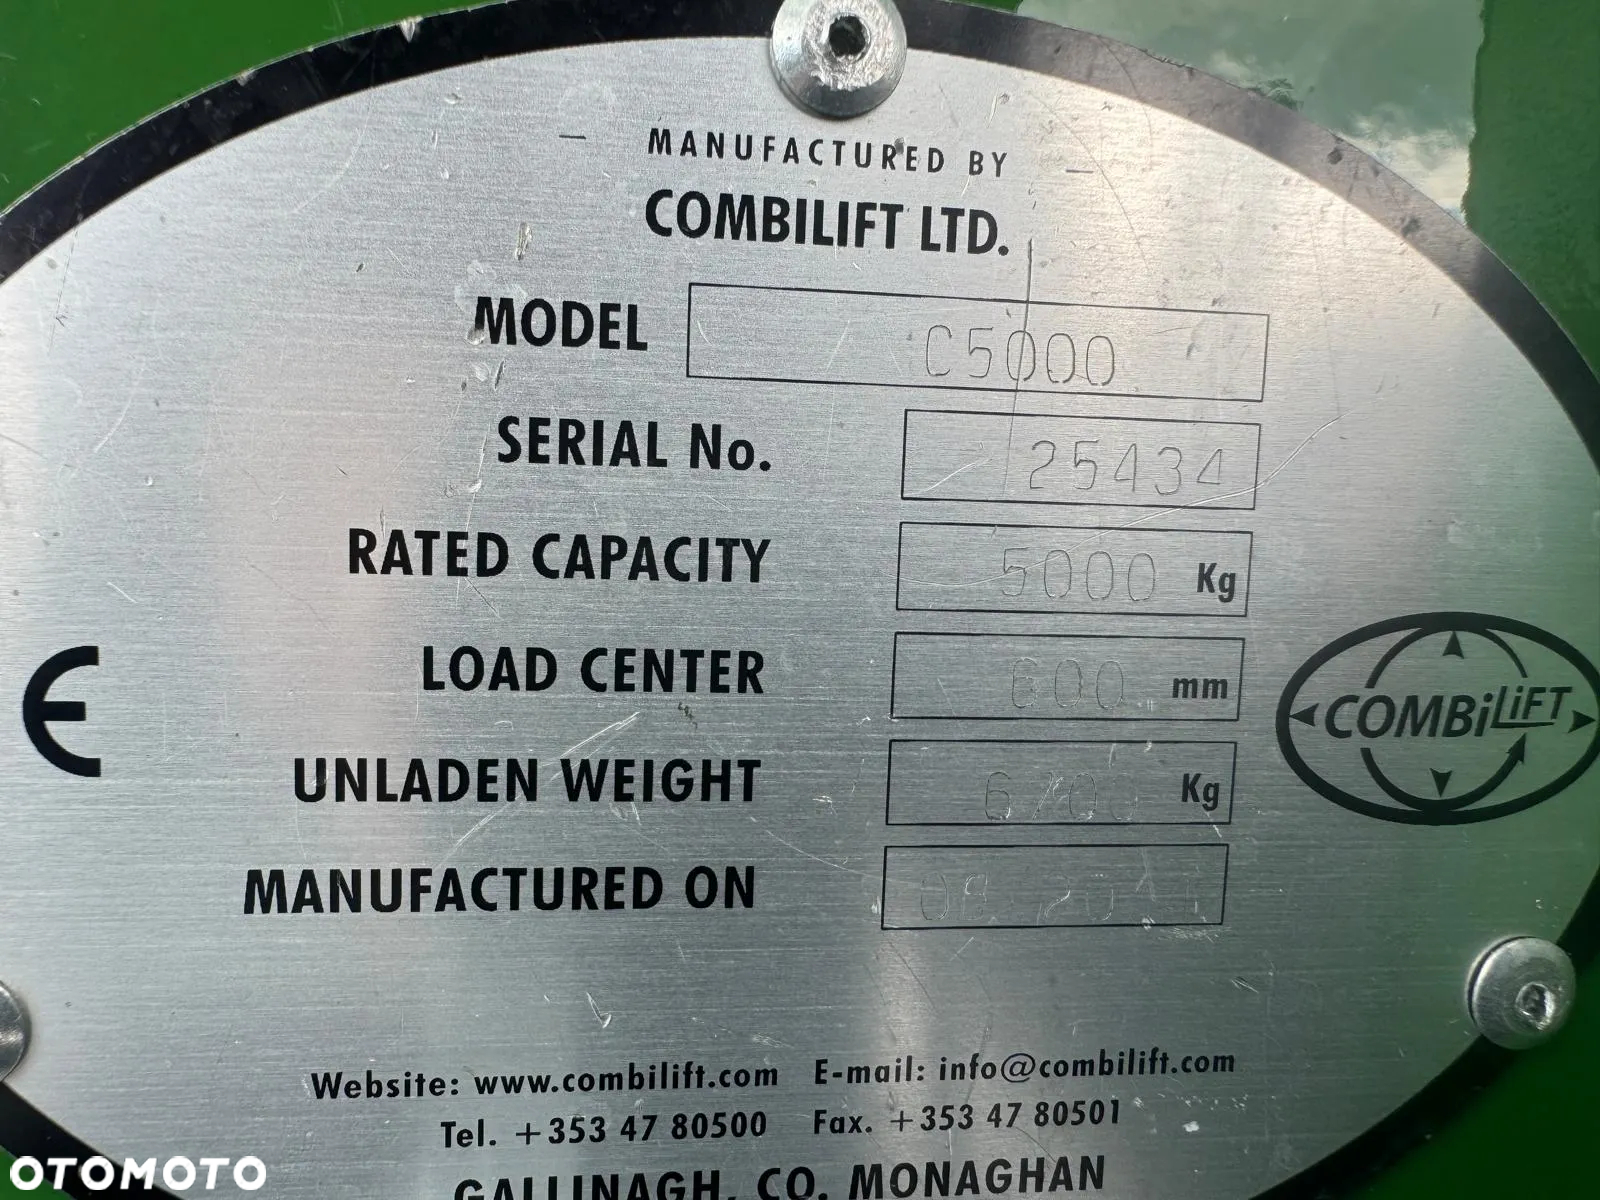 MANUFACTURED BY
COMBILIFT LTD.
MODEL C5000
SERIAL No. 25434
RATED CAPACITY 5000 Kg
LOAD CENTER 600 mm
UNLADEN WEIGHT Kg
MANUFACTURED ON
CE
COMBiLiFT
Website: www.combilift.com E-mail: info@combilift.com
Tel. +353 47 80500 Fax. +353 47 80501
GALLINAGH, CO. MONAGHAN
OTOMOTO